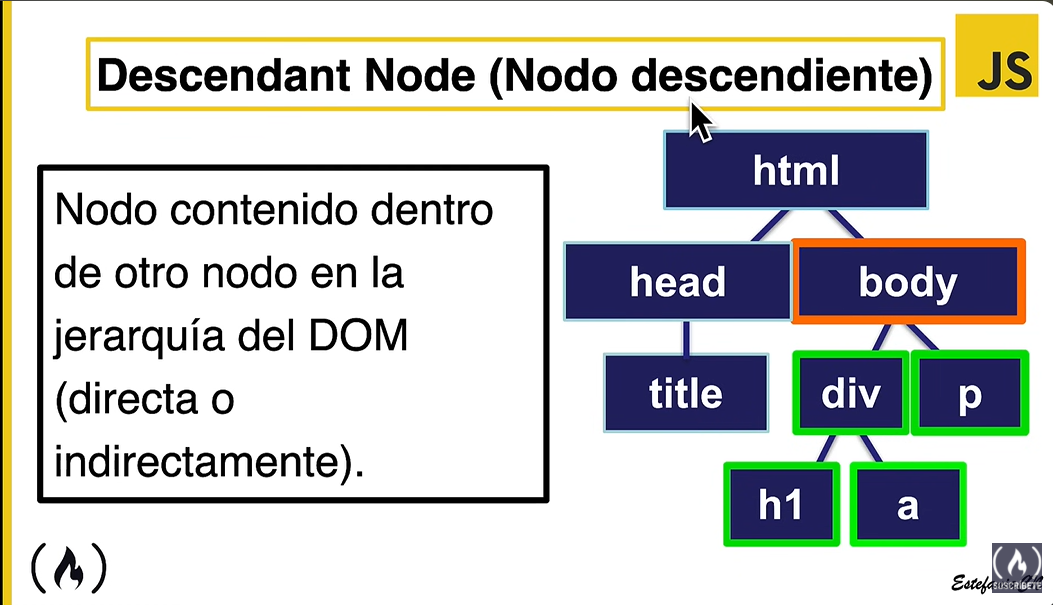 Descendant Node (Nodo descendiente)
JS
Nodo contenido dentro
de otro nodo en la
jerarquía del DOM
(directa o
indirectamente).
html
head
body
title
div
p
h1
a
SUSCRÍBETE